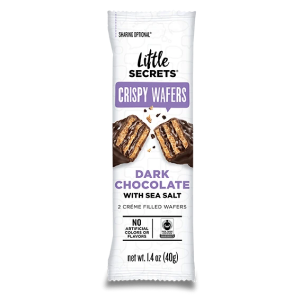 SHARING OPTIONAL™
Little
SECRETS®
CRISPY WAFERS
DARK
CHOCOLATE
WITH SEA SALT
2 CRÈME FILLED WAFERS
NO
ARTIFICIAL
COLORS OR
FLAVORS
net wt. 1.4 oz (40g)